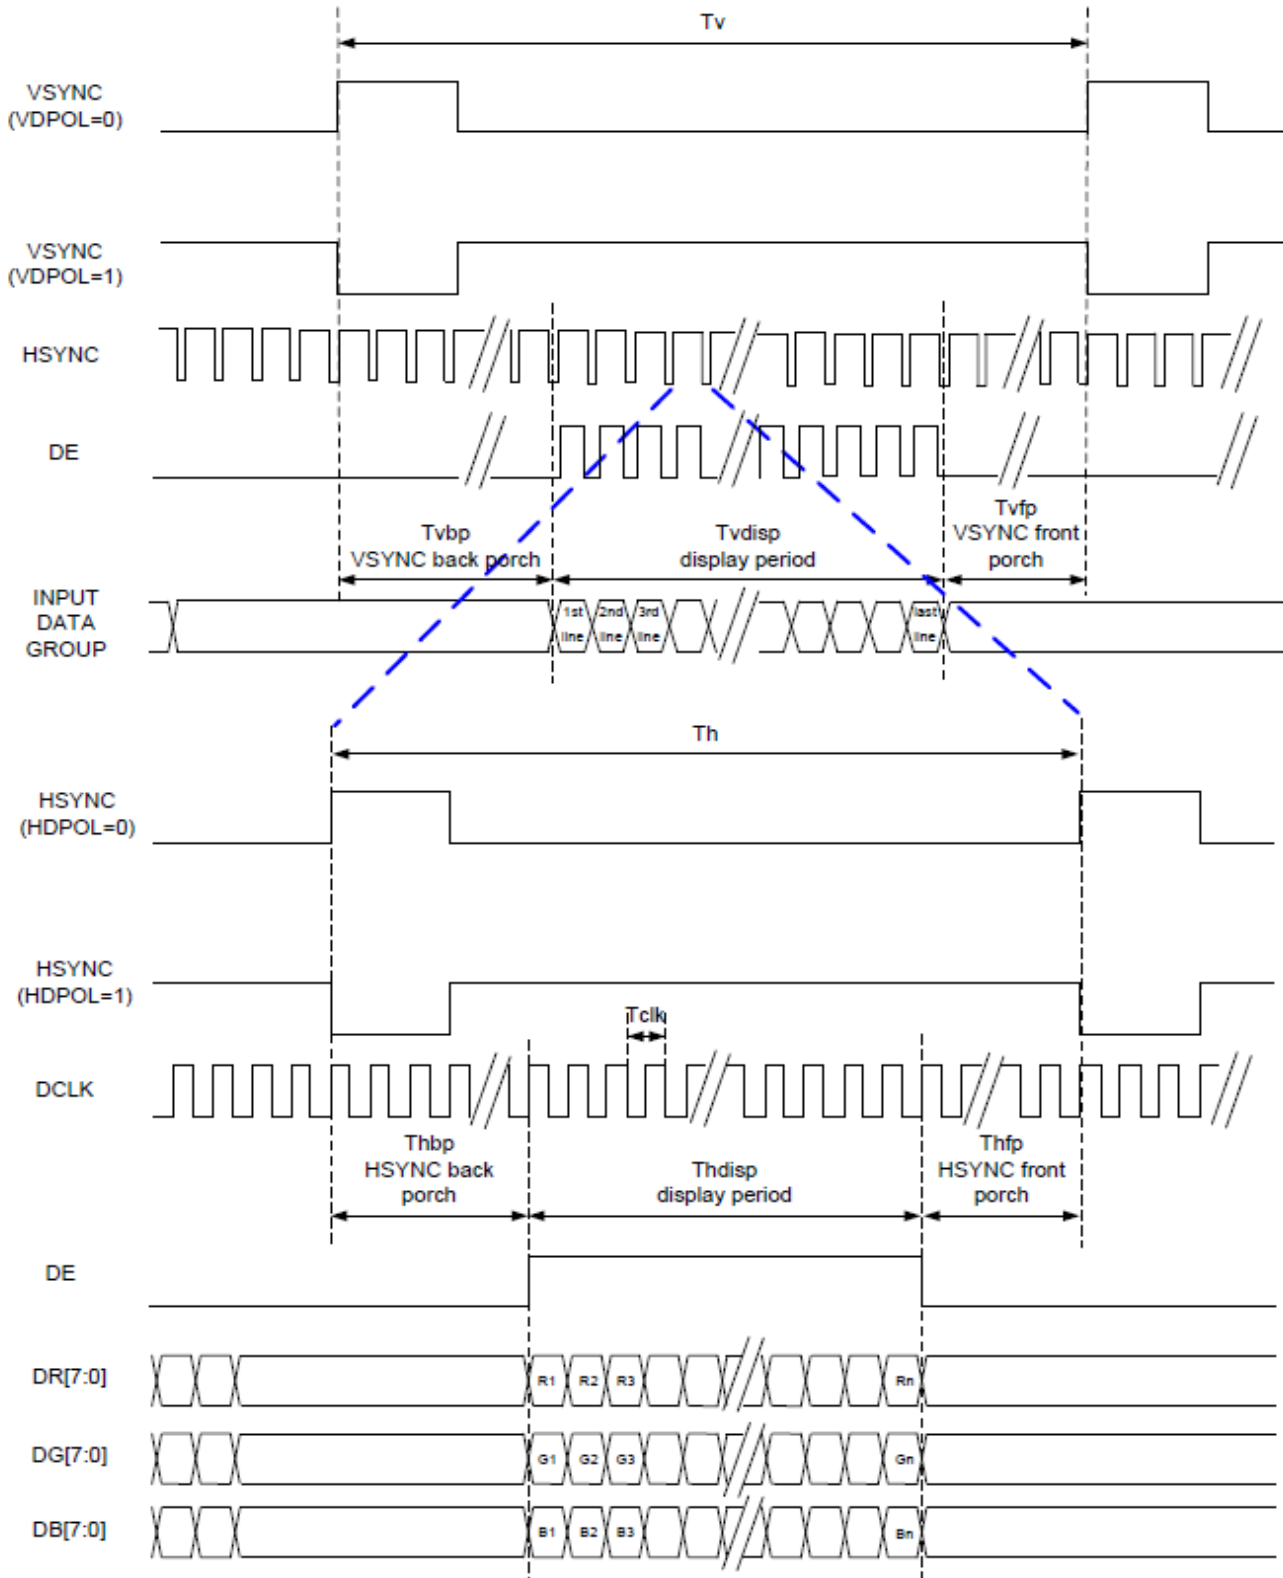 Tv
VSYNC
(VDPOL=0)
VSYNC
(VDPOL=1)
HSYNC
DE
Tvbp
VSYNC back porch
Tvdisp
display period
Tvfp
VSYNC front
porch
INPUT
DATA
GROUP
1st
line
2nd
line
3rd
line
last
line
Th
HSYNC
(HDPOL=0)
HSYNC
(HDPOL=1)
Tclk
DCLK
Thbp
HSYNC back
porch
Thdisp
display period
Thfp
HSYNC front
porch
DE
DR[7:0]
R1 R2 R3 Rn
DG[7:0]
G1 G2 G3 Gn
DB[7:0]
B1 B2 B3 Bn